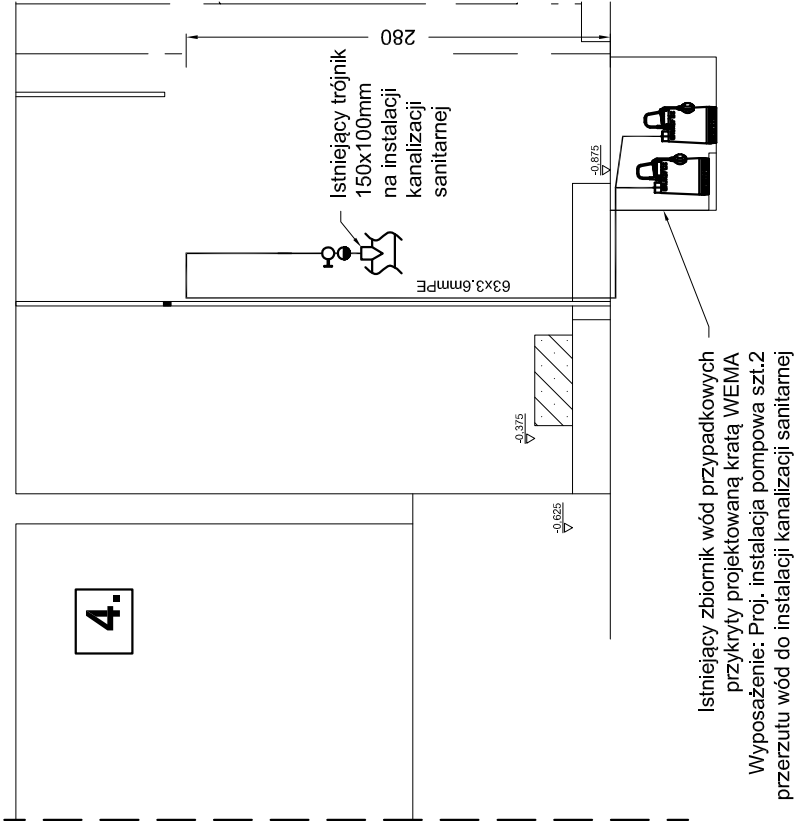 280
Istniejący trójnik
150x100mm
na instalacji
kanalizacji
sanitarnej
-0,875
63x3.6mmPE
-0,375
-0,625
4.
Istniejący zbiornik wód przypadkowych
przykryty projektowaną kratą WEMA
Wyposażenie: Proj. instalacja pompowa szt.2
przerzutu wód do instalacji kanalizacji sanitarnej